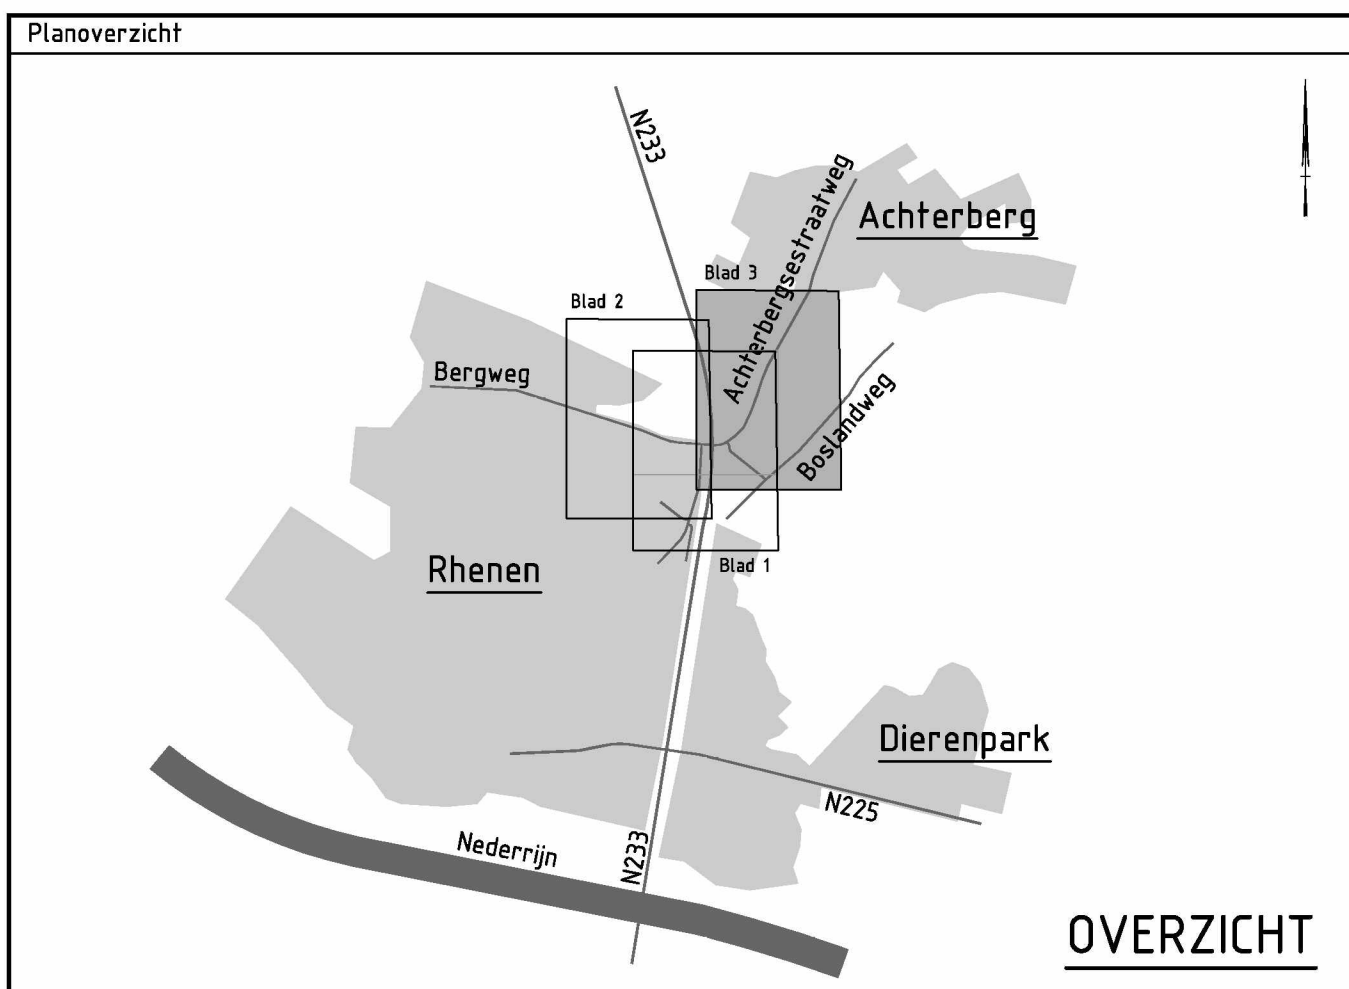 Planoverzicht
N233
Achterbergsestraatweg
Achterberg
Blad 3
Blad 2
Bergweg
Boslandweg
Rhenen
Blad 1
Dierenpark
N225
N233
Nederrijn
OVERZICHT